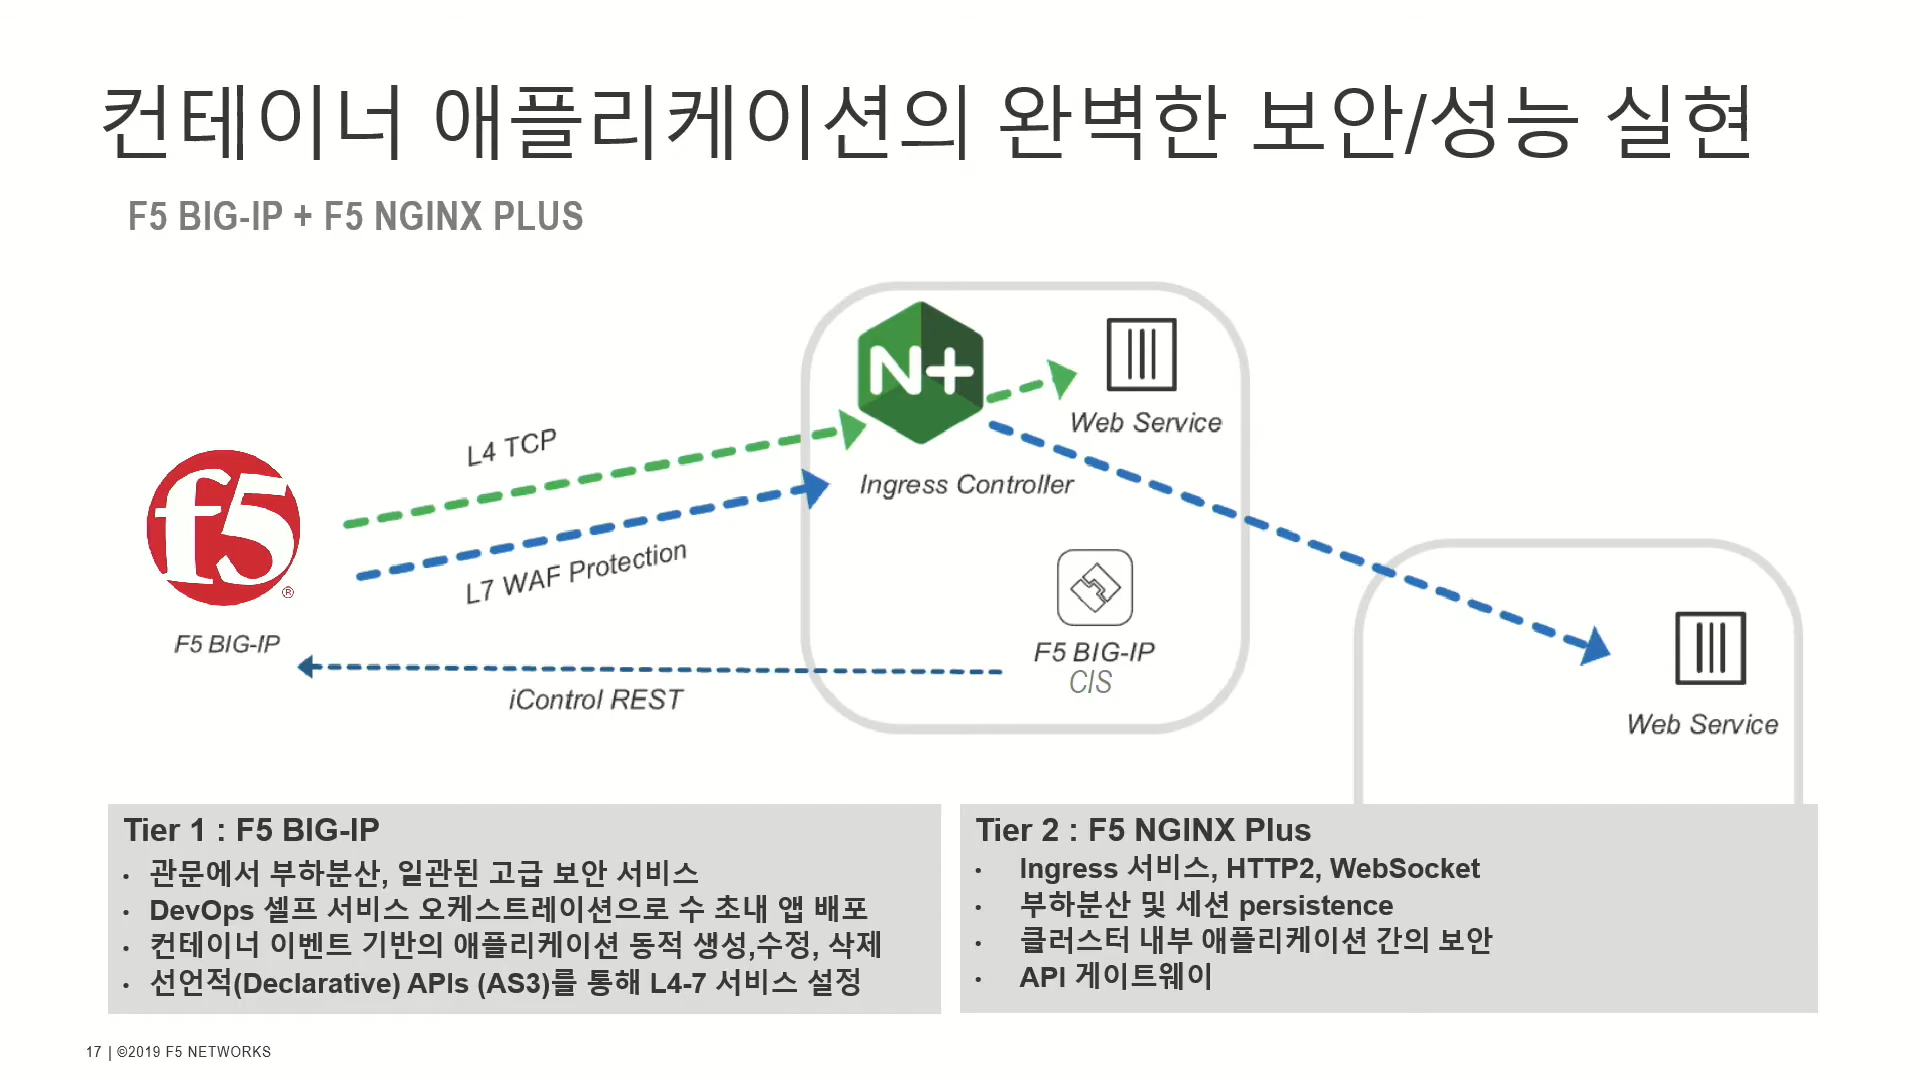 컨테이너 애플리케이션의 완벽한 보안/성능 실현
F5 BIG-IP + F5 NGINX PLUS
N+
Web Service
L4 TCP
Ingress Controller
f5
®
L7 WAF Protection
F5 BIG-IP
F5 BIG-IP
CIS
iControl REST
Web Service
Tier 1 : F5 BIG-IP
• 관문에서 부하분산, 일관된 고급 보안 서비스
• DevOps 셀프 서비스 오케스트레이션으로 수 초내 앱 배포
• 컨테이너 이벤트 기반의 애플리케이션 동적 생성,수정, 삭제
• 선언적(Declarative) APIs (AS3)를 통해 L4-7 서비스 설정
Tier 2 : F5 NGINX Plus
• Ingress 서비스, HTTP2, WebSocket
• 부하분산 및 세션 persistence
• 클러스터 내부 애플리케이션 간의 보안
• API 게이트웨이
17 | ©2019 F5 NETWORKS